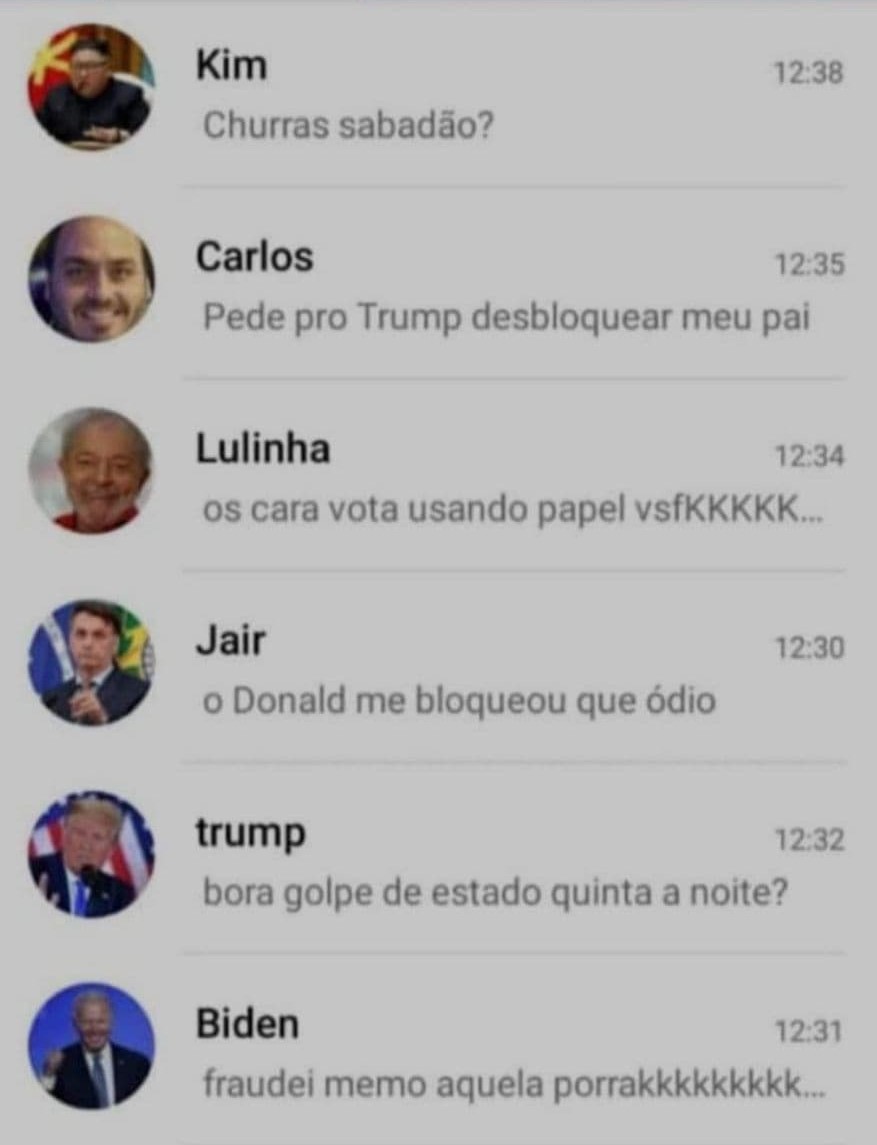 Kim 12:38
Churras sabadão?
Carlos 12:35
Pede pro Trump desbloquear meu pai
Lulinha 12:34
os cara vota usando papel vsfKKKKK...
Jair 12:30
o Donald me bloqueou que ódio
trump 12:32
bora golpe de estado quinta a noite?
Biden 12:31
fraudei memo aquela porrakkkkkkkkk...